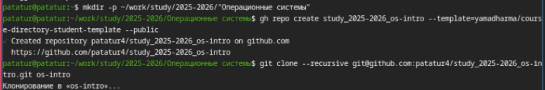 patatur@patatur:~$ mkdir -p ~/work/study/2025-2026/"Операционные системы"
patatur@patatur:~/work/study/2025-2026/Операционные системы$ gh repo create study_2025-2026_os-intro --template=yamadharma/cours
e-directory-student-template --public
✓ Created repository patatur4/study_2025-2026_os-intro on github.com
https://github.com/patatur4/study_2025-2026_os-intro
patatur@patatur:~/work/study/2025-2026/Операционные системы$ git clone --recursive git@github.com:patatur4/study_2025-2026_os-in
tro.git os-intro
Клонирование в «os-intro»...